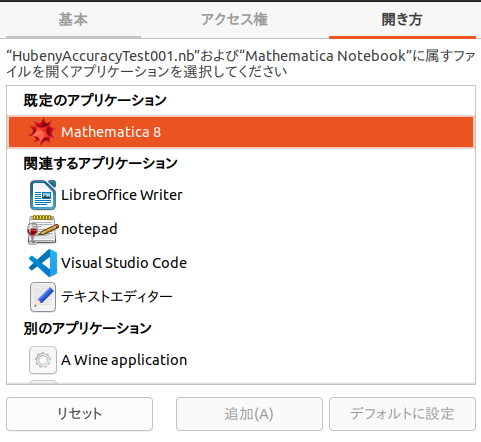 基本 アクセス権 開き方
“HubenyAccuracyTest001.nb”および“Mathematica Notebook”に属すファ
イルを開くアプリケーションを選択してください
既定のアプリケーション
Mathematica 8
関連するアプリケーション
LibreOffice Writer
notepad
Visual Studio Code
テキストエディター
別のアプリケーション
A Wine application
リセット 追加(A) デフォルトに設定